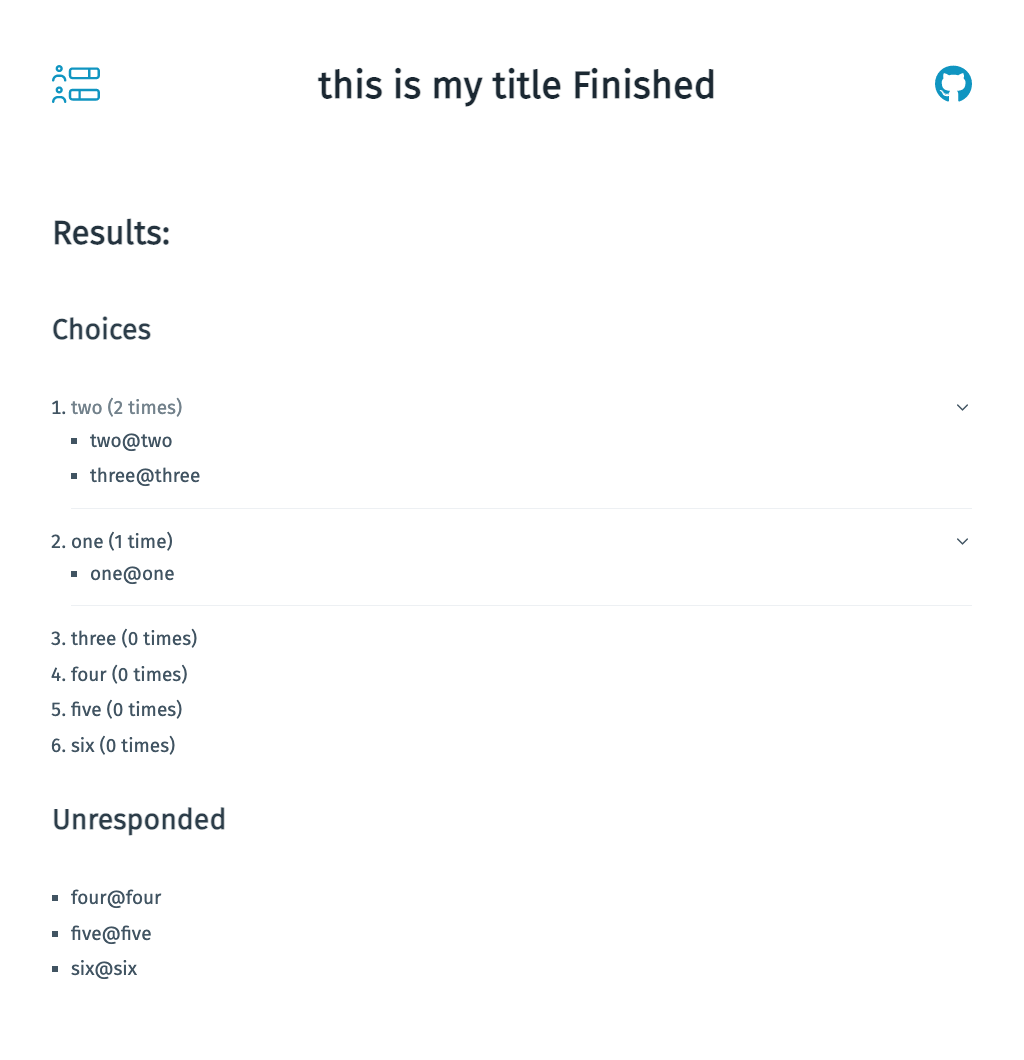 this is my title Finished
Results:
Choices
1. two (2 times)
▪ two@two
▪ three@three
2. one (1 time)
▪ one@one
3. three (0 times)
4. four (0 times)
5. five (0 times)
6. six (0 times)
Unresponded
▪ four@four
▪ five@five
▪ six@six